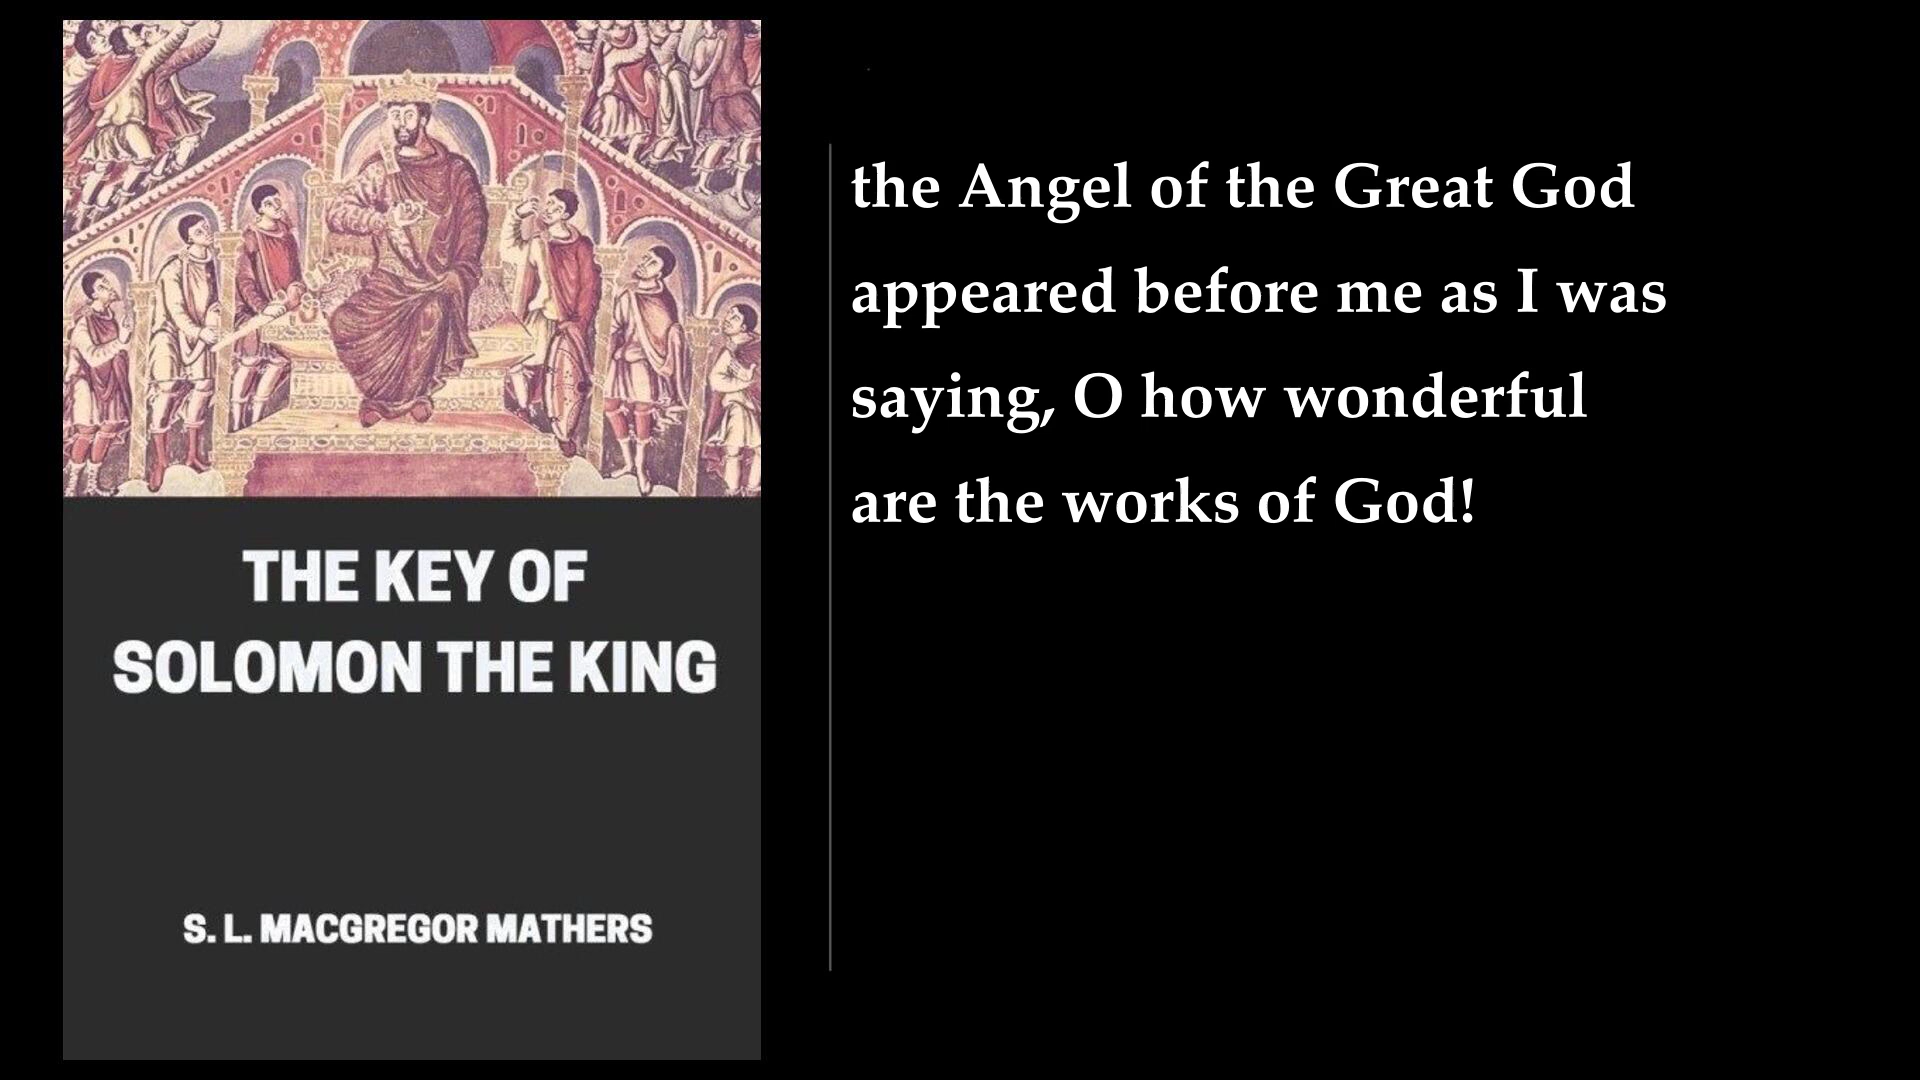 THE KEY OF
SOLOMON THE KING
S. L. MACGREGOR MATHERS
the Angel of the Great God
appeared before me as I was
saying, O how wonderful
are the works of God!